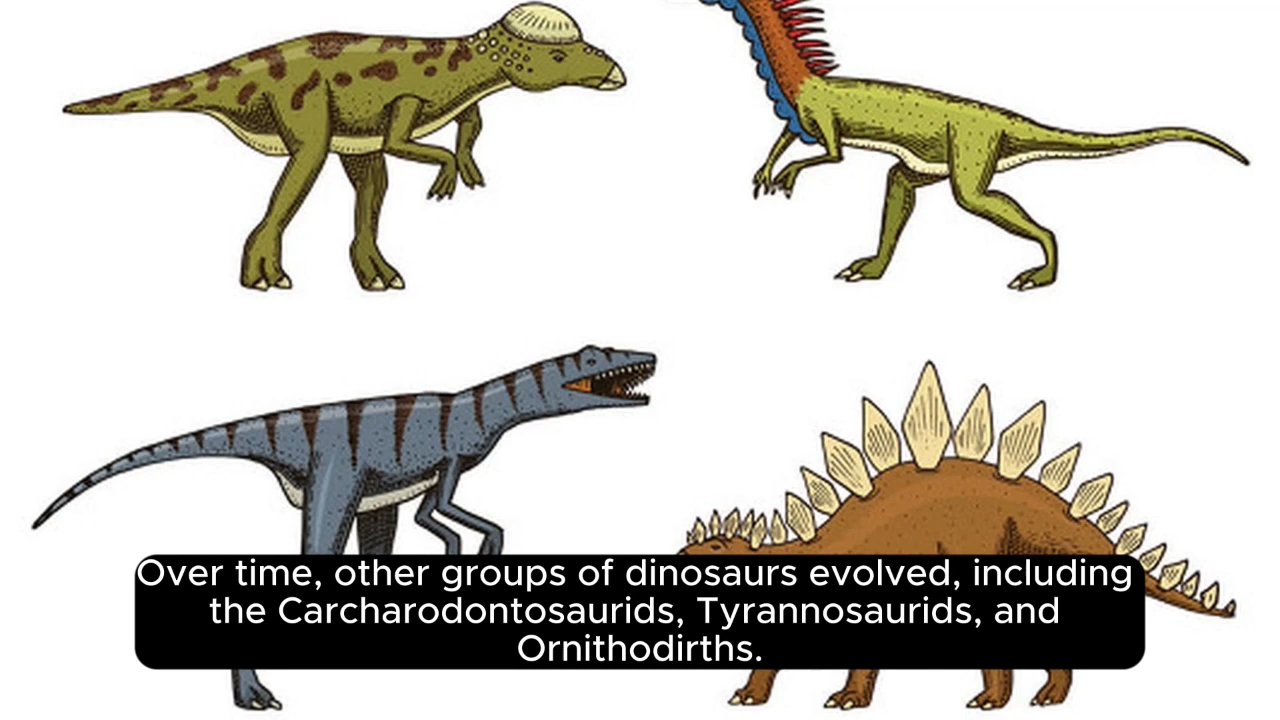 Over time, other groups of dinosaurs evolved, including
the Carcharodontosaurids, Tyrannosaurids, and
Ornithodirths.